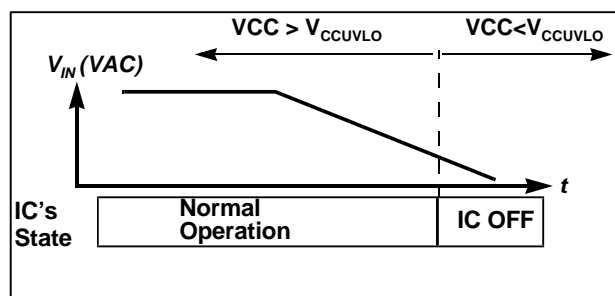 VCC > VCCUVLO
VCC<VCCUVLO
VIN (VAC)
t
IC's
State
Normal
Operation
IC OFF